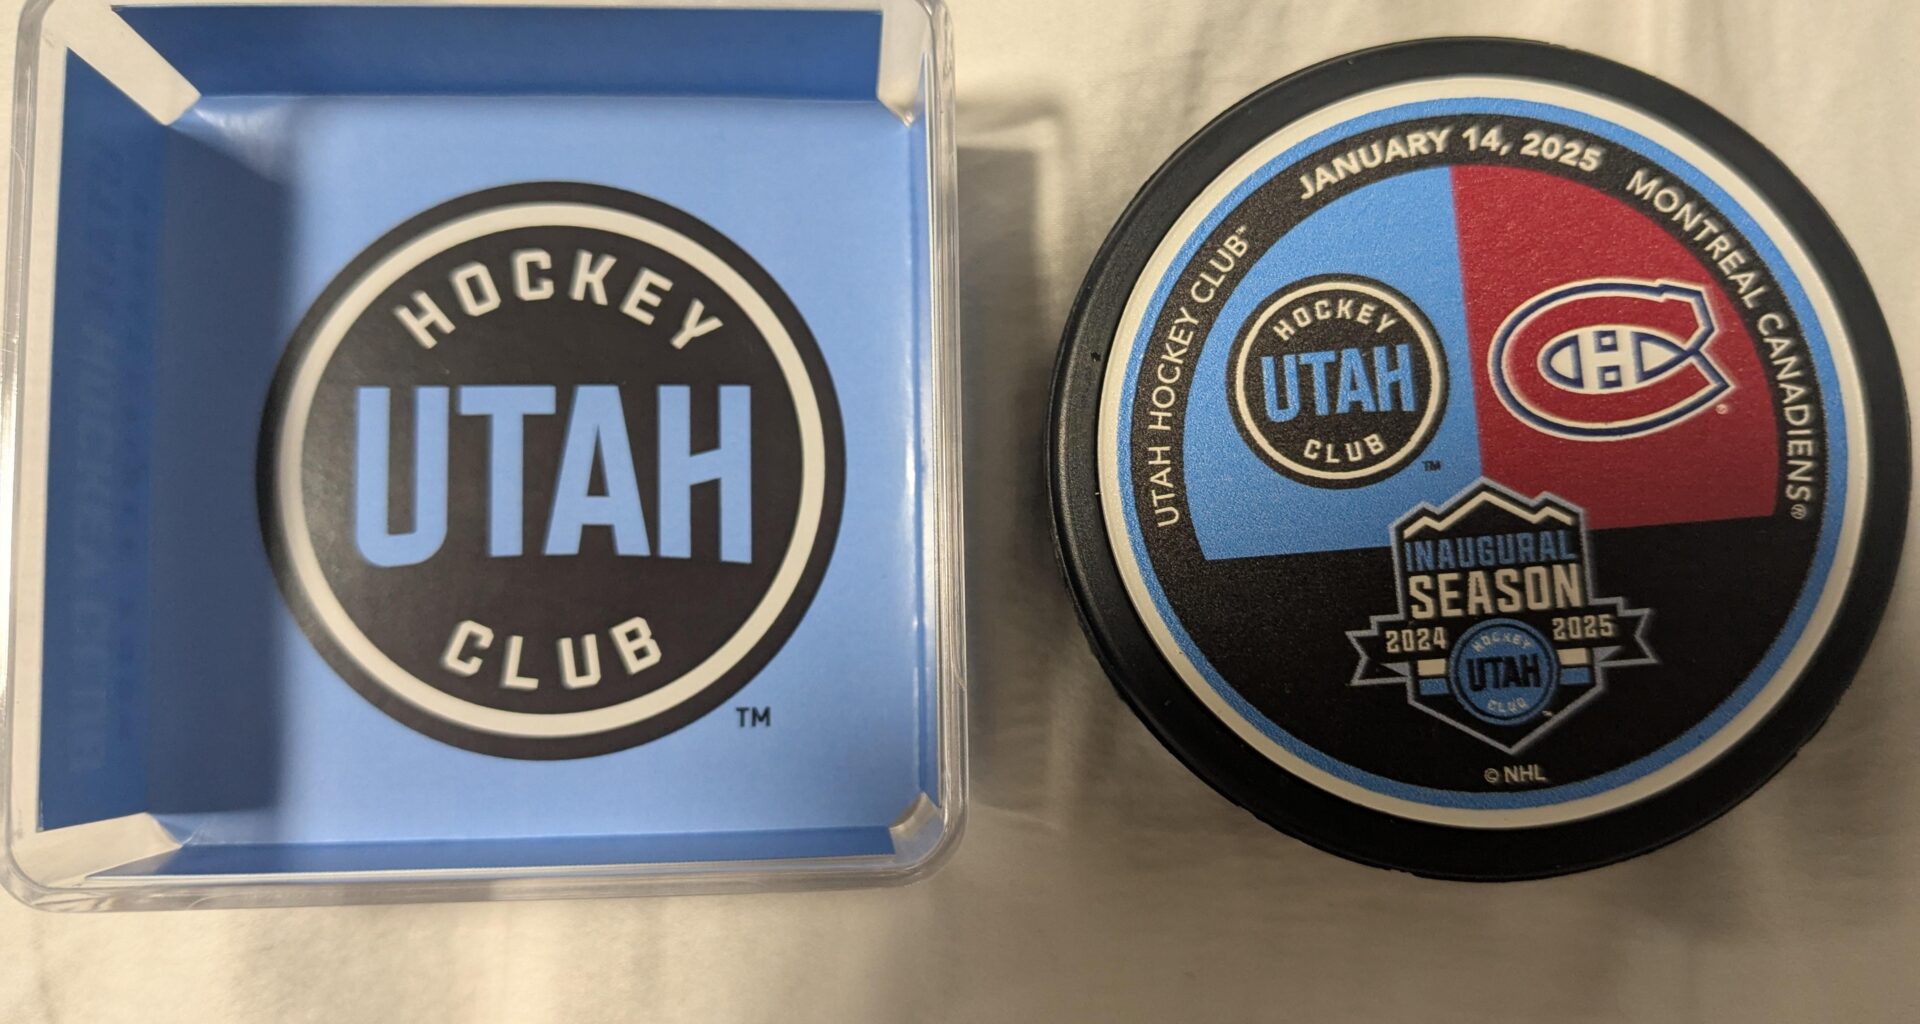 HOCKEY
UTAH
CLUB
TM
UTAH HOCKEY CLUB™
JANUARY 14, 2025
MONTREAL CANADIENS®
HOCKEY
UTAH
CLUB
TM
H
®
INAUGURAL
SEASON
2024 2025
HOCKEY
UTAH
CLUB
© NHL